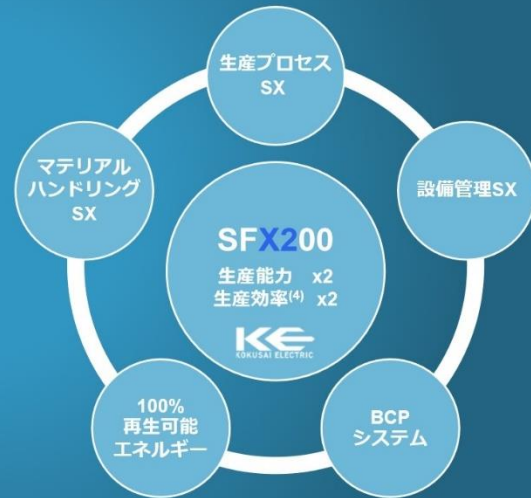 生産プロセス
SX
マテリアル
ハンドリング
SX
設備管理SX
SFX200
生産能力 x2
生産効率(4) x2
KE
KOKUSAI ELECTRIC
100%
再生可能
エネルギー
BCP
システム